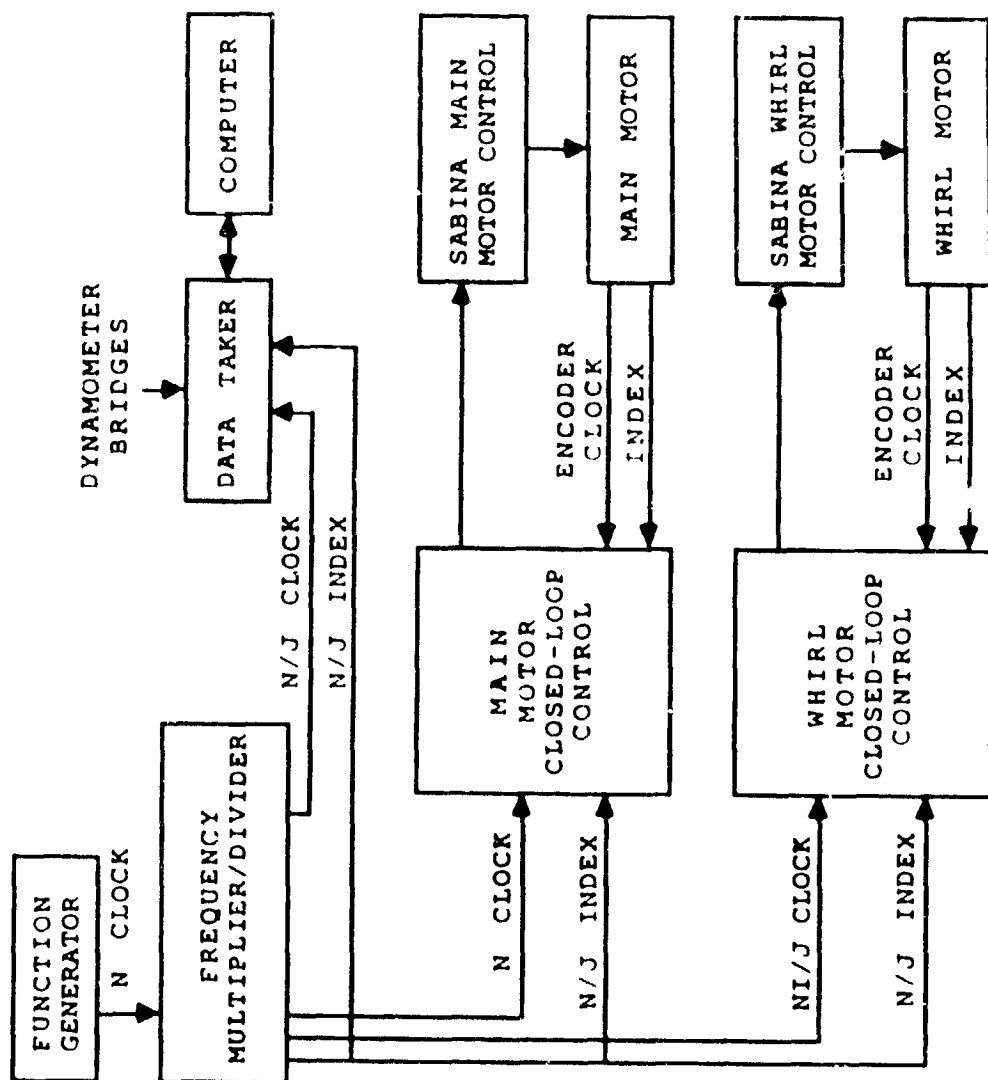 FUNCTION
GENERATOR
N CLOCK
FREQUENCY
MULTIPLIER/DIVIDER
N/J CLOCK
N/J INDEX
DYNAMOMETER
BRIDGES
DATA TAKER
COMPUTER
N CLOCK
N/J INDEX
MAIN
MOTOR
CLOSED-LOOP
CONTROL
ENCODER
CLOCK
INDEX
SABINA MAIN
MOTOR CONTROL
MAIN MOTOR
NI/J CLOCK
N/J INDEX
WHIRL
MOTOR
CLOSED-LOOP
CONTROL
ENCODER
CLOCK
INDEX
SABINA WHIRL
MOTOR CONTROL
WHIRL MOTOR